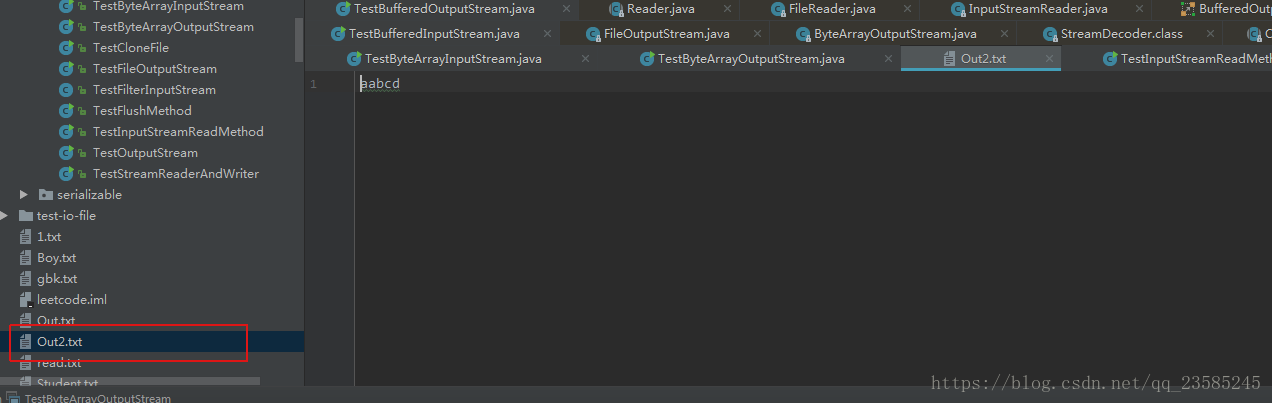 TestByteArrayInputStream
TestByteArrayOutputStream
TestCloneFile
TestFileOutputStream
TestFilterInputStream
TestFlushMethod
TestInputStreamReadMethod
TestOutputStream
TestStreamReaderAndWriter
serializable
test-io-file
1.txt
Boy.txt
gbk.txt
leetcode.iml
Out.txt
Out2.txt
read.txt
Student.txt
TestByteArrayOutputStream
TestBufferedOutputStream.java Reader.java FileReader.java InputStreamReader.java BufferedOutp
TestBufferedInputStream.java FileOutputStream.java ByteArrayOutputStream.java StreamDecoder.class
TestByteArrayInputStream.java TestByteArrayOutputStream.java Out2.txt TestInputStreamReadMeth
1 aabcd
https://blog.csdn.net/qq_23585245